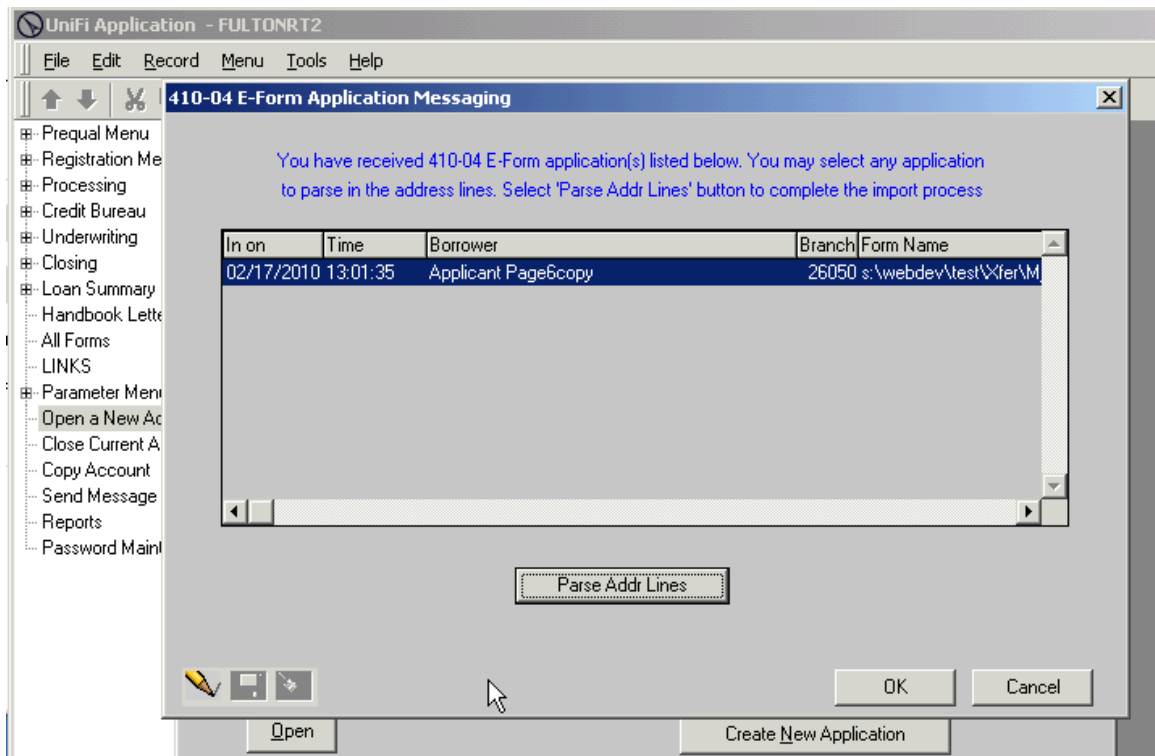 UniFi Application - FULTONRT2
File Edit Record Menu Tools Help
410-04 E-Form Application Messaging
Prequal Menu
Registration Me
Processing
Credit Bureau
Underwriting
Closing
Loan Summary
Handbook Lette
All Forms
LINKS
Parameter Menu
Open a New Ac
Close Current A
Copy Account
Send Message
Reports
Password Maint
You have received 410-04 E-Form application(s) listed below. You may select any application
to parse in the address lines. Select 'Parse Addr Lines' button to complete the import process
In on Time Borrower Branch Form Name
02/17/2010 13:01:35 Applicant Page6copy 26050 s:\webdev\test\Xfer\M
Parse Addr Lines
OK Cancel
Open Create New Application